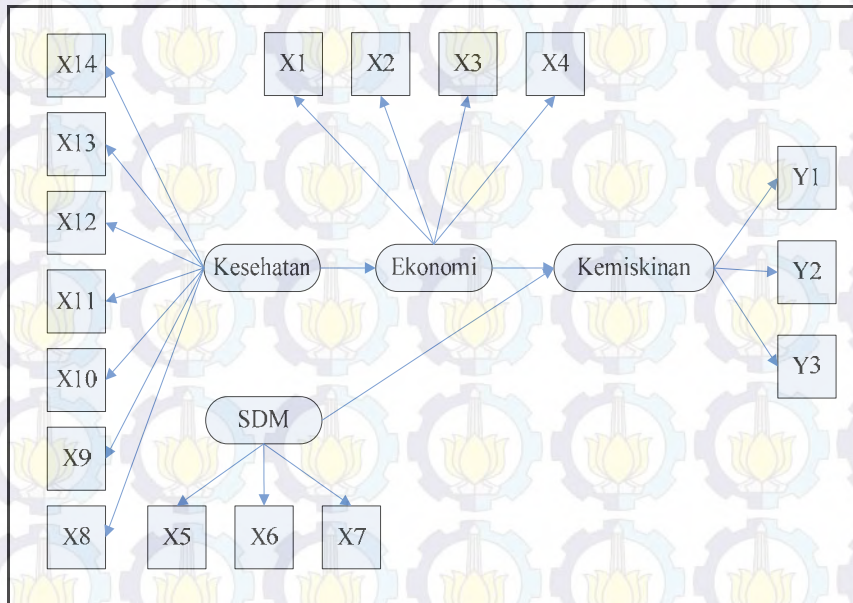 X14
X13
X12
X11
X10
X9
X8
X1
X2
X3
X4
Kesehatan
Ekonomi
Kemiskinan
Y1
Y2
Y3
SDM
X5
X6
X7